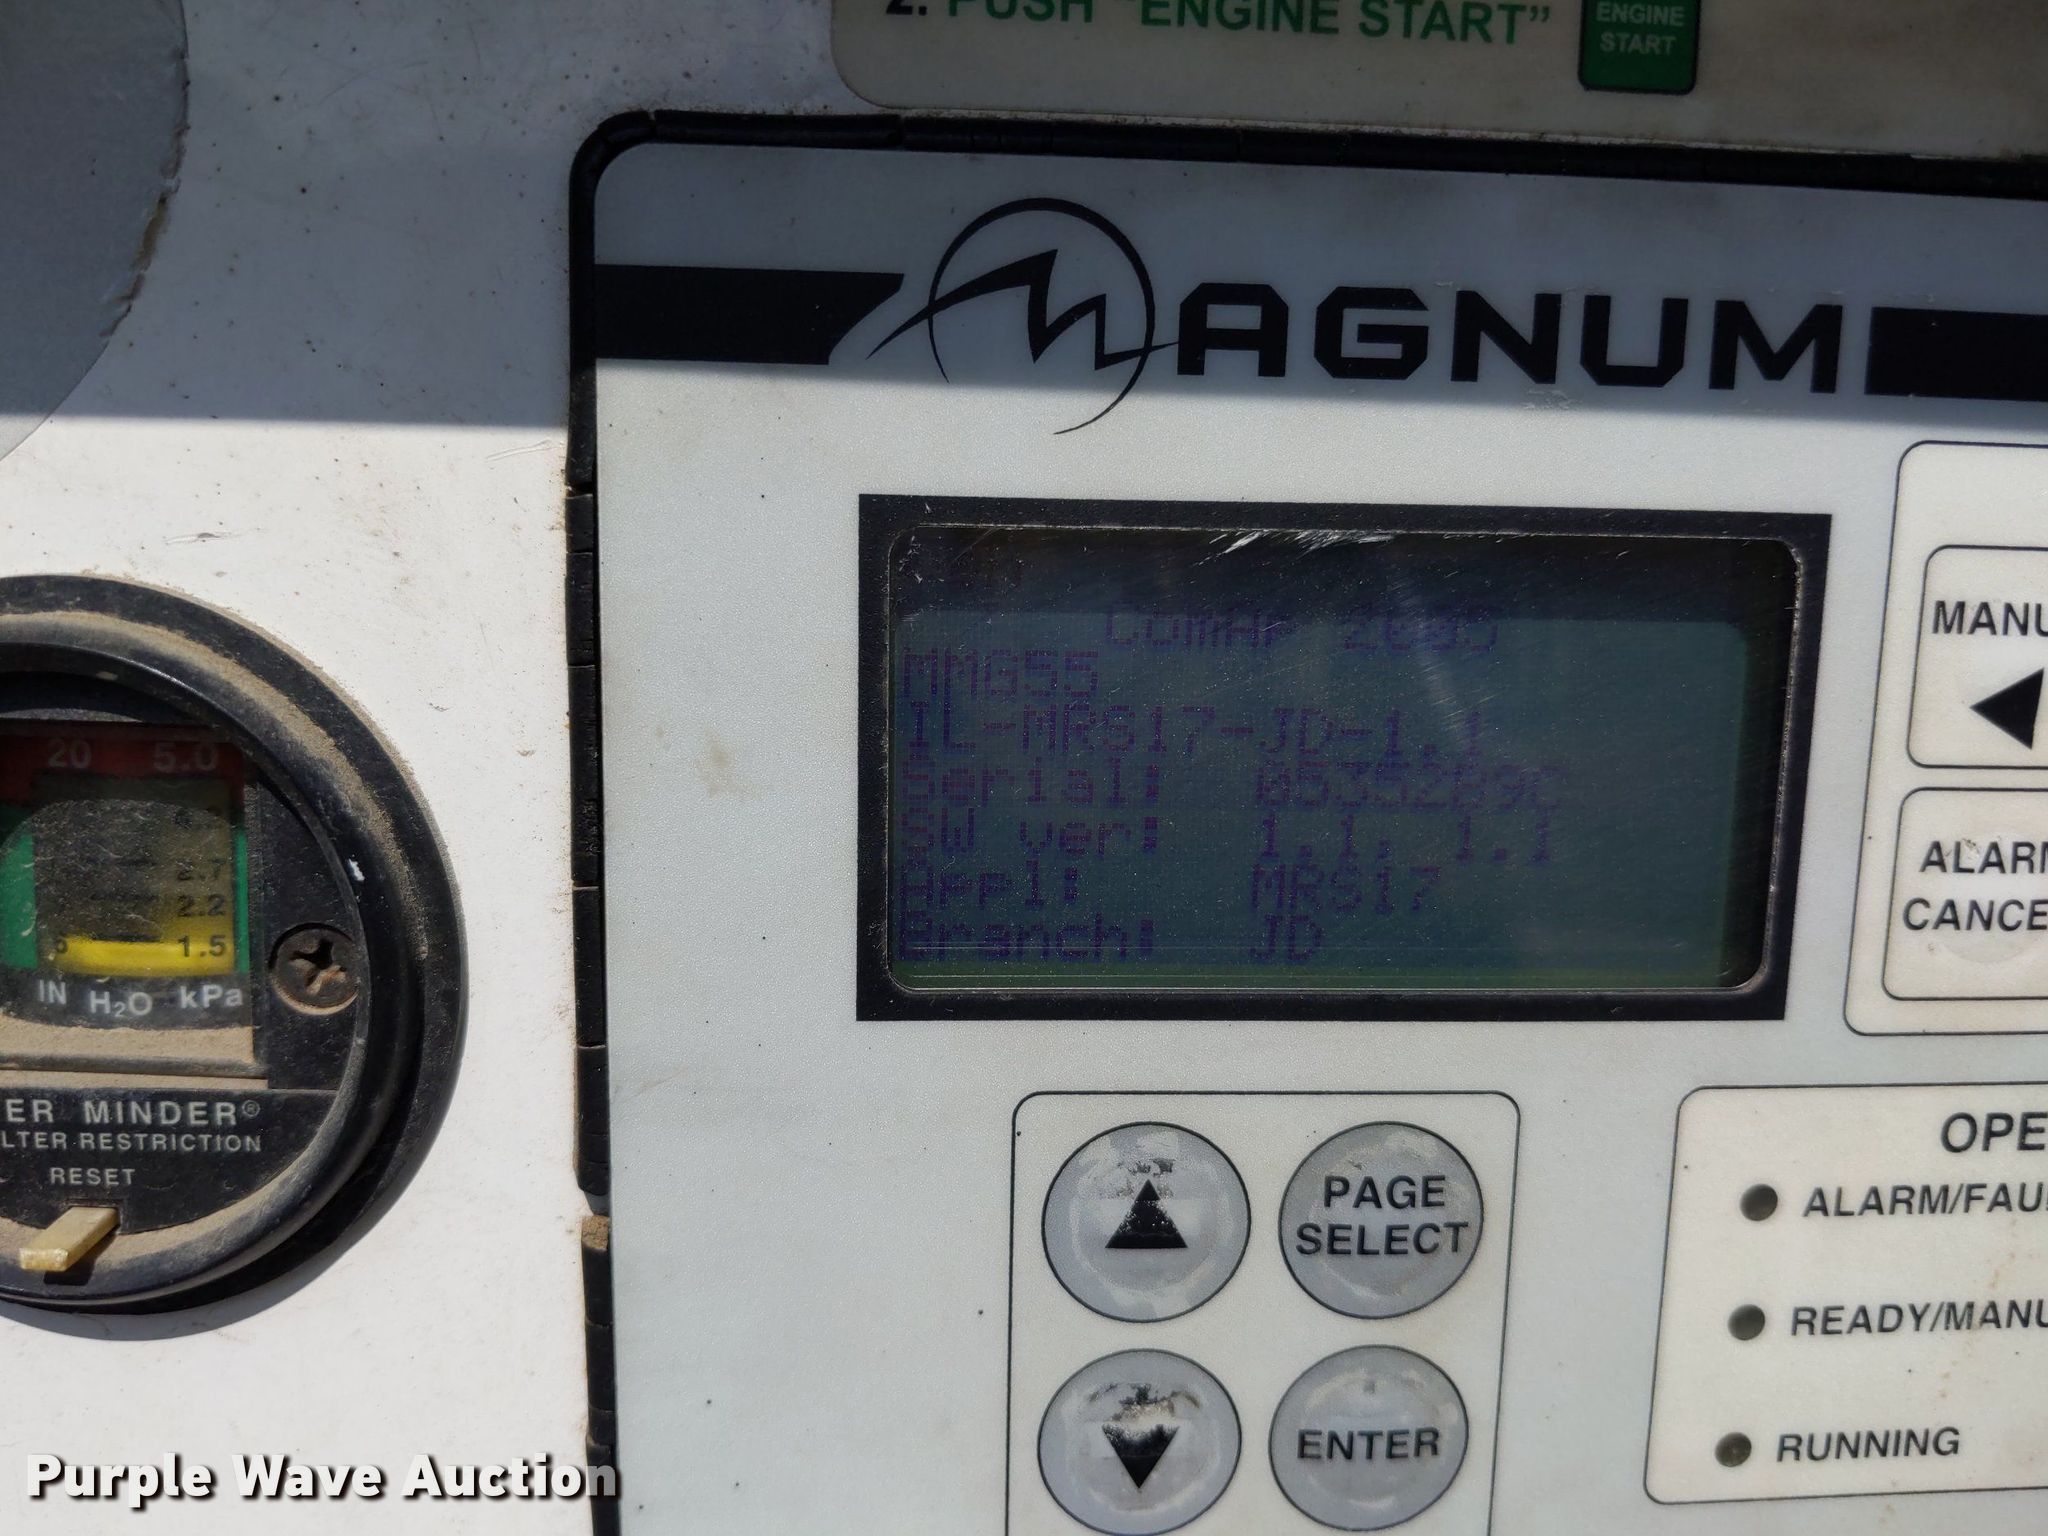 2. PUSH "ENGINE START"
ENGINE
START
MAGNUM
ComAp
MMG55
IL-MRS17-JD-1.1
Serial: 0535289C
SW ver: 1.1, 1.1
Appl: MRS17
Branch: JD
MANU
ALARM
CANCE
20 5.0
2.7
2.2
1.5
IN H₂O kPa
ER MINDER®
LTER RESTRICTION
RESET
PAGE
SELECT
ENTER
OPE
ALARM/FAU
READY/MANU
RUNNING
Purple Wave Auction